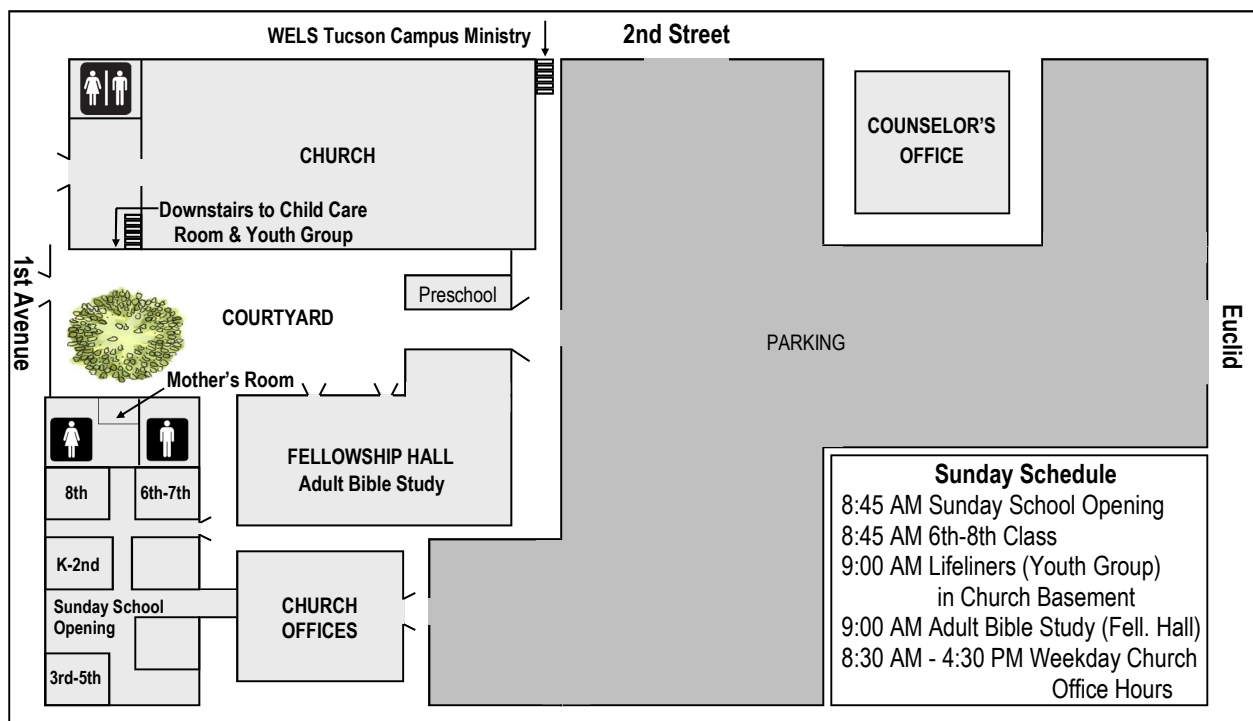 WELS Tucson Campus Ministry
2nd Street
COUNSELOR'S
OFFICE
CHURCH
Downstairs to Child Care
Room & Youth Group
1st Avenue
Preschool
COURTYARD
PARKING
Euclid
Mother's Room
FELLOWSHIP HALL
Adult Bible Study
8th
6th-7th
K-2nd
Sunday School
Opening
3rd-5th
CHURCH
OFFICES
Sunday Schedule
8:45 AM Sunday School Opening
8:45 AM 6th-8th Class
9:00 AM Lifeliners (Youth Group)
in Church Basement
9:00 AM Adult Bible Study (Fell. Hall)
8:30 AM - 4:30 PM Weekday Church
Office Hours